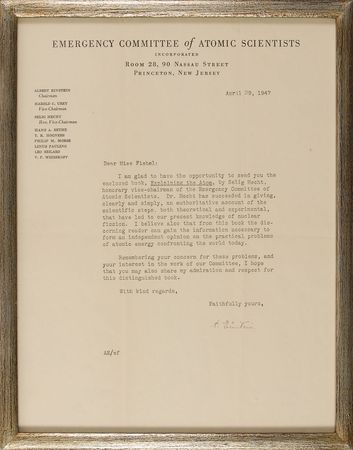 EMERGENCY COMMITTEE of ATOMIC SCIENTISTS
INCORPORATED
ROOM 28, 90 NASSAU STREET
PRINCETON, NEW JERSEY
April 29, 1947
ALBERT EINSTEIN
Chairman
HAROLD C. UREY
Vice-Chairman
SELIG HECHT
Hon. Vice-Chairman
HANS A. BETHE
T. R. HOGNESS
PHILIP M. MORSE
LINUS PAULING
LEO SZILARD
V. F. WEISSKOPF
Dear Miss Fishel:
I am glad to have the opportunity to send you the
enclosed book, Explaining the Atom, by Selig Hecht,
honorary vice-chairman of the Emergency Committee of
Atomic Scientists. Dr. Hecht has succeeded in giving,
clearly and simply, an authoritative account of the
scientific steps, both theoretical and experimental,
that have led to our present knowledge of nuclear
fission. I believe also that from this book the dis-
cerning reader can gain the information necessary to
form an independent opinion on the practical problems
of atomic energy confronting the world today.
Remembering your concern for these problems, and
your interest in the work of our Committee, I hope
that you may also share my admiration and respect for
this distinguished book.
With kind regards,
Faithfully yours,
A. Einstein
AE/ef